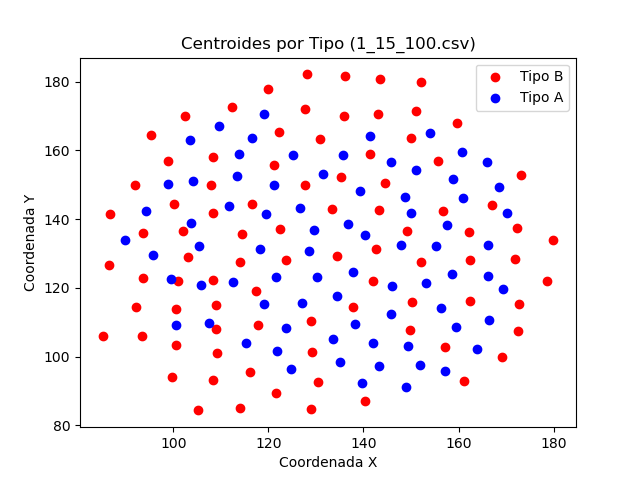 Centroides por Tipo (1_15_100.csv)
Tipo B
Tipo A
Coordenada Y
180
160
140
120
100
80
100
120
140
160
180
Coordenada X